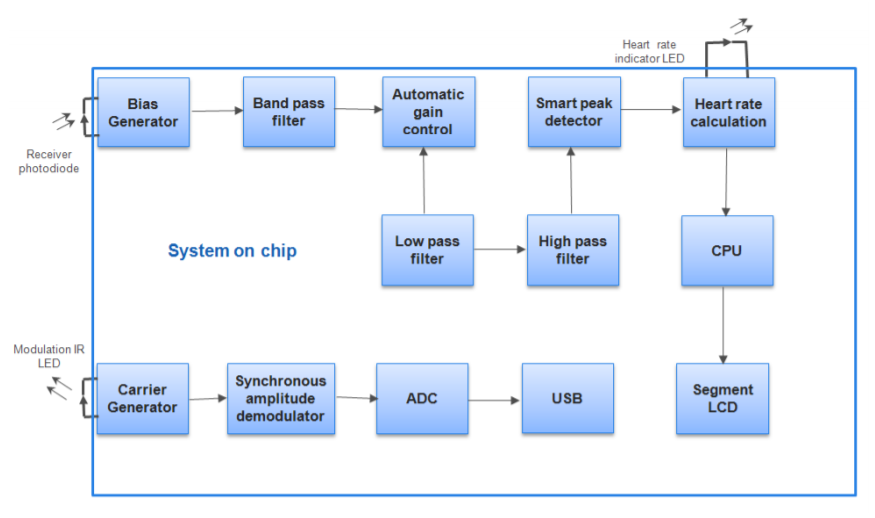 Heart rate
indicator LED
Bias
Generator
Band pass
filter
Automatic
gain
control
Smart peak
detector
Heart rate
calculation
Receiver
photodiode
System on chip
Low pass
filter
High pass
filter
CPU
Modulation IR
LED
Carrier
Generator
Synchronous
amplitude
demodulator
ADC
USB
Segment
LCD